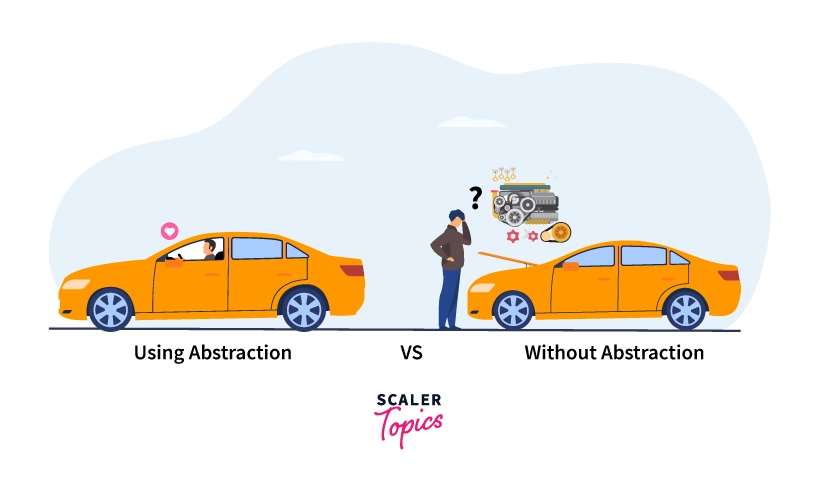 ?
Using Abstraction
VS
Without Abstraction
SCALER
Topics